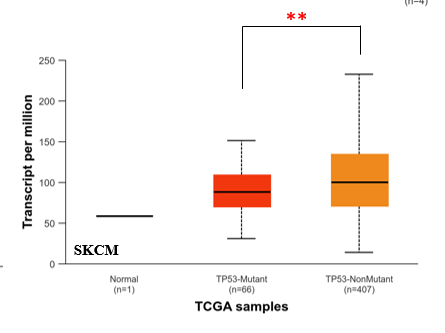 (n=4)
**
250
200
150
100
50
0
Transcript per million
SKCM
Normal
(n=1)
TP53-Mutant
(n=66)
TP53-NonMutant
(n=407)
TCGA samples